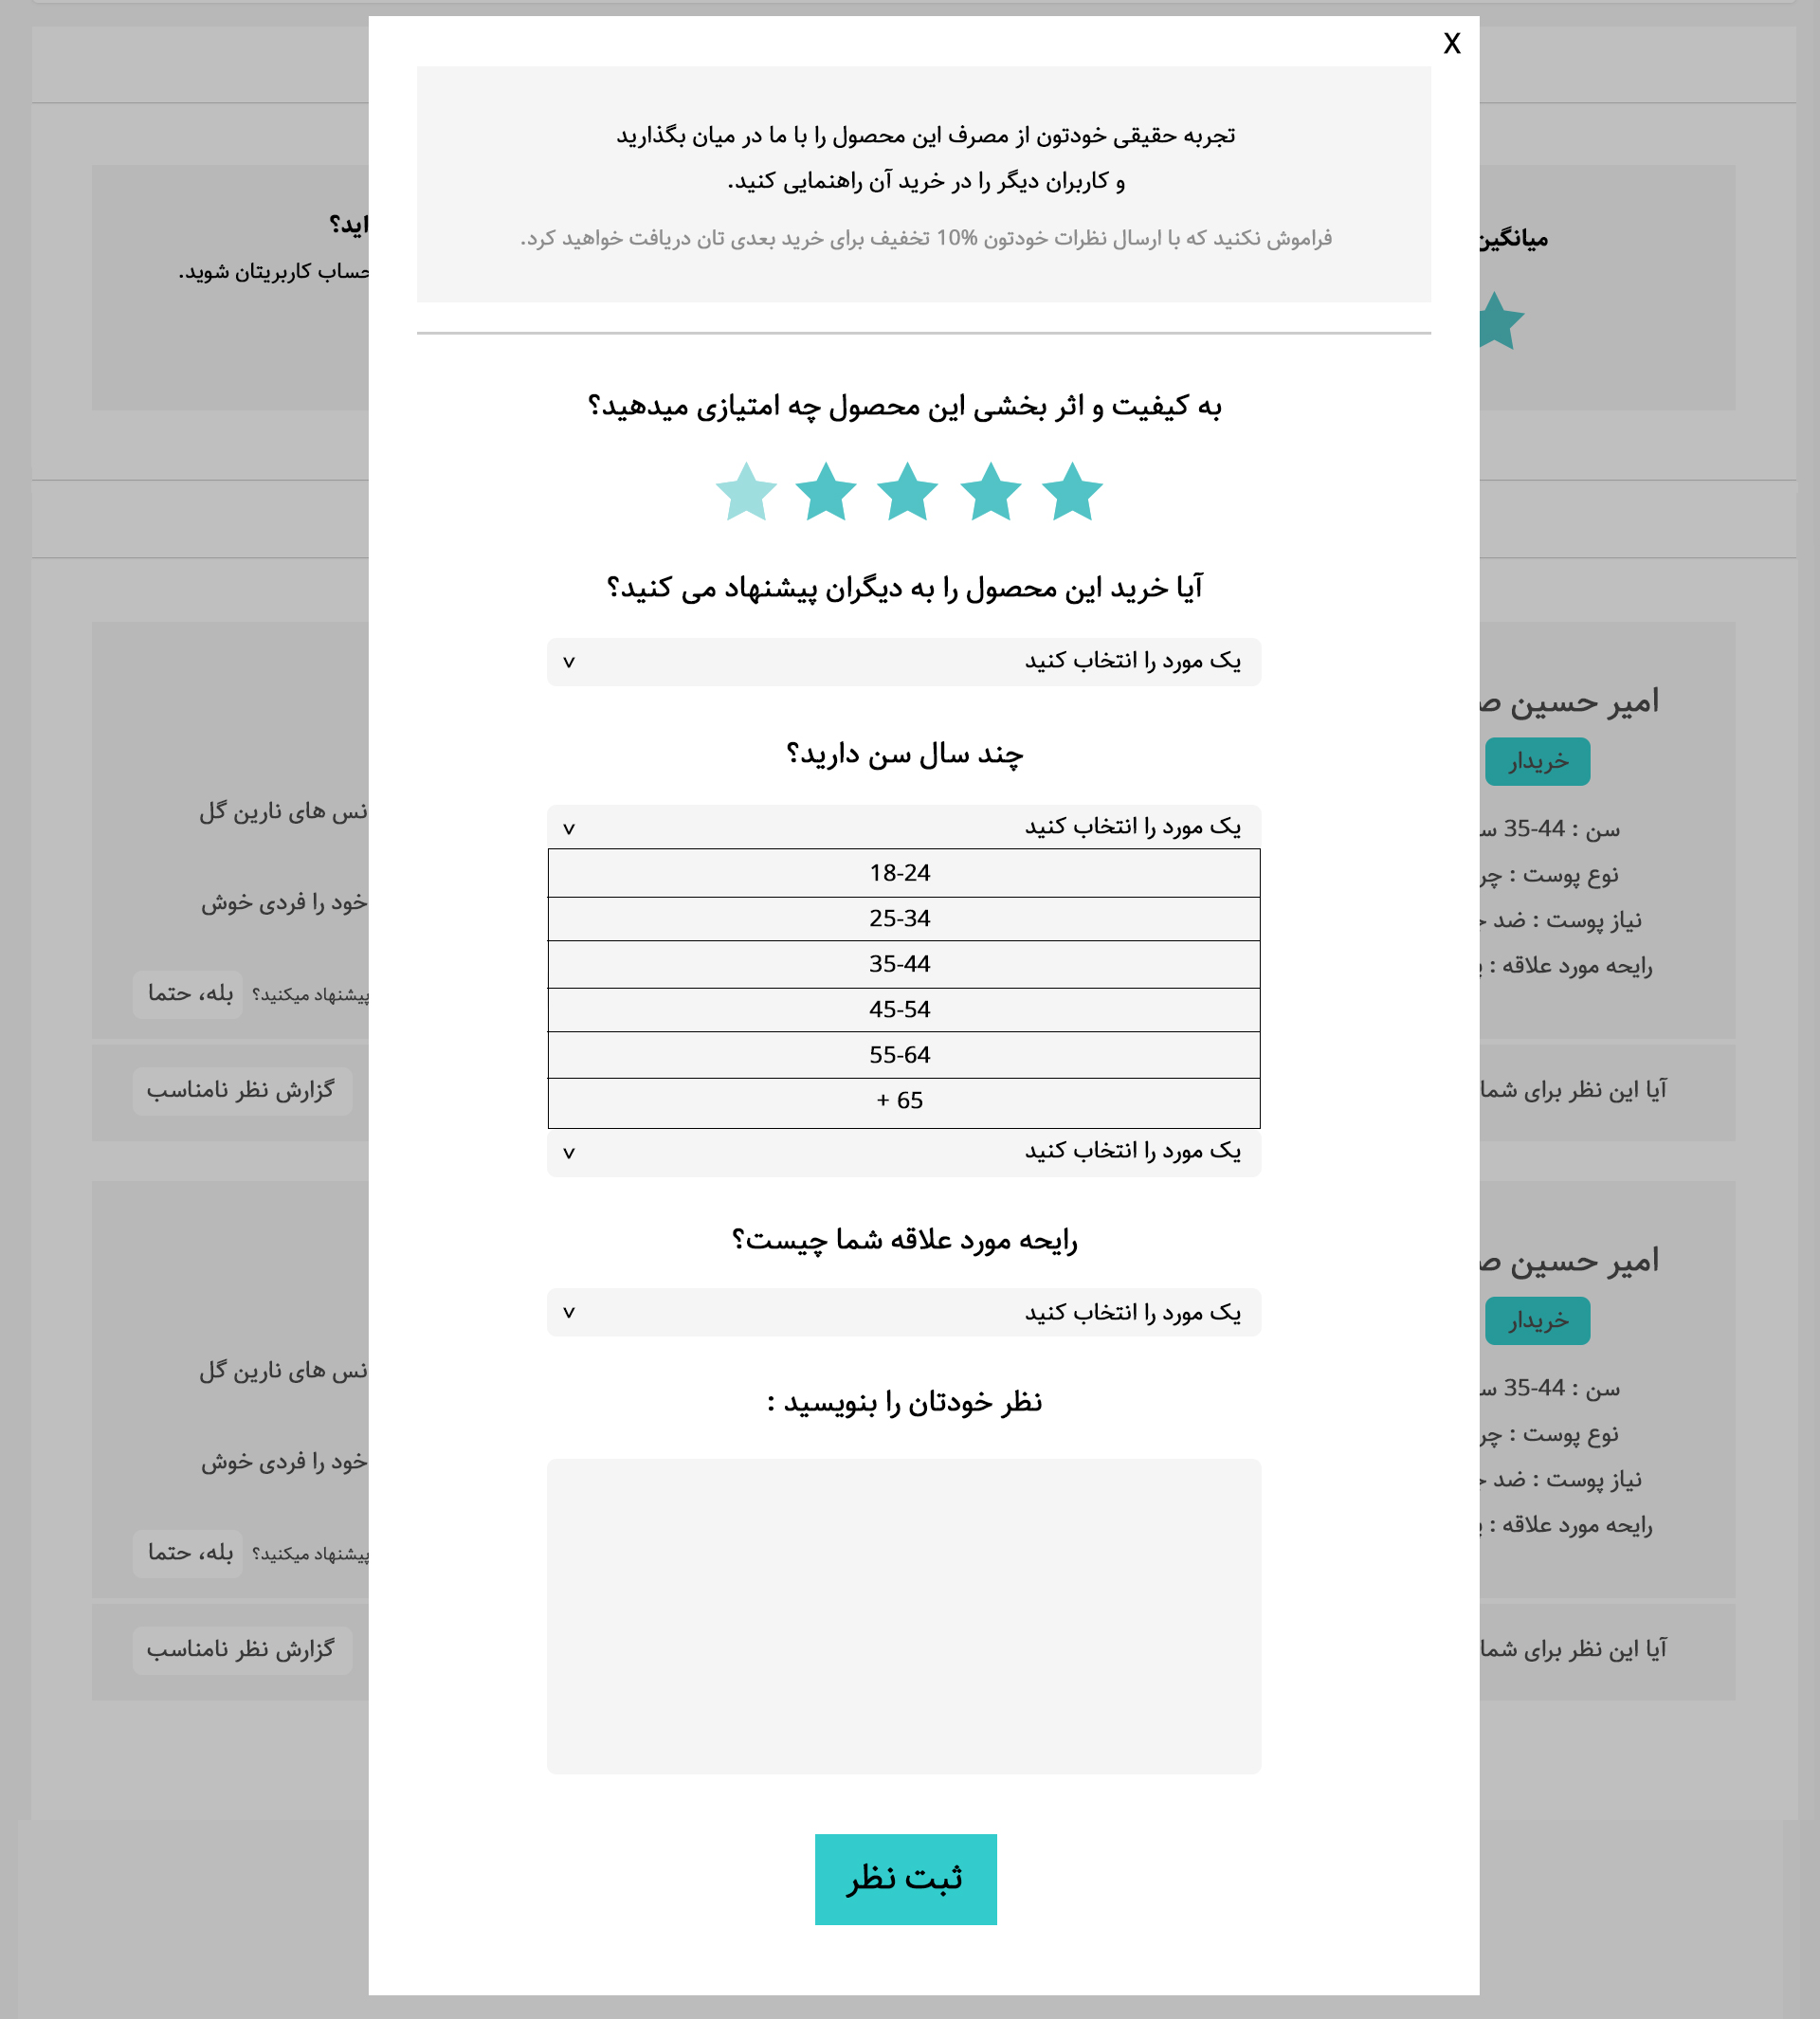 X
تجربه حقیقی خودتون از مصرف این محصول را با ما در میان بگذارید
و کاربران دیگر را در خرید آن راهنمایی کنید.
فراموش نکنید که با ارسال نظرات خودتون 10% تخفیف برای خرید بعدی تان دریافت خواهید کرد.
به کیفیت و اثر بخشی این محصول چه امتیازی میدهید؟
آیا خرید این محصول را به دیگران پیشنهاد می کنید؟
یک مورد را انتخاب کنید
چند سال سن دارید؟
یک مورد را انتخاب کنید
18-24
25-34
35-44
45-54
55-64
+ 65
یک مورد را انتخاب کنید
رایحه مورد علاقه شما چیست؟
یک مورد را انتخاب کنید
نظر خودتان را بنویسید :
ثبت نظر
میانگین
امیر حسین
خریدار
سن : 35-44
نوع پوست :
نیاز پوست : ضد
رایحه مورد علاقه :
آیا این نظر برای شما
امیر حسین
خریدار
سن : 35-44
نوع پوست :
نیاز پوست : ضد
رایحه مورد علاقه :
آیا این نظر برای شما
حساب کاربریتان شوید.
های نارین گل
خود را فردی خوش
پیشنهاد میکنید؟ بله، حتما
گزارش نظر نامناسب
های نارین گل
خود را فردی خوش
پیشنهاد میکنید؟ بله، حتما
گزارش نظر نامناسب